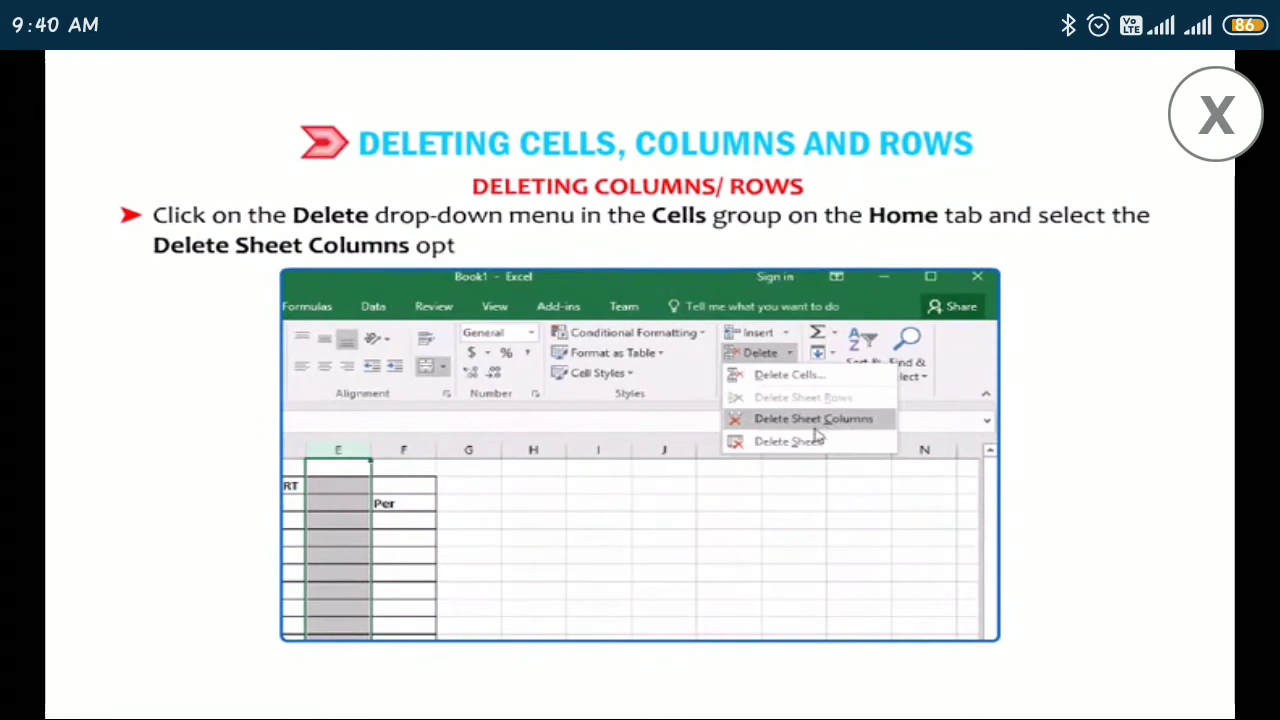 9:40 AM
Vo LTE
86
X
DELETING CELLS, COLUMNS AND ROWS
DELETING COLUMNS/ ROWS
Click on the Delete drop-down menu in the Cells group on the Home tab and select the
Delete Sheet Columns opt
Book1 - Excel
Sign in
Formulas Data Review View Add-ins Team Tell me what you want to do Share
General Conditional Formatting Insert Σ A Z
$ % , Format as Table Delete
Cell Styles Delete Cells...
Alignment Number Styles Delete Sheet Rows
Delete Sheet Columns
Delete Sheet
E F G H I J N
RT
Per